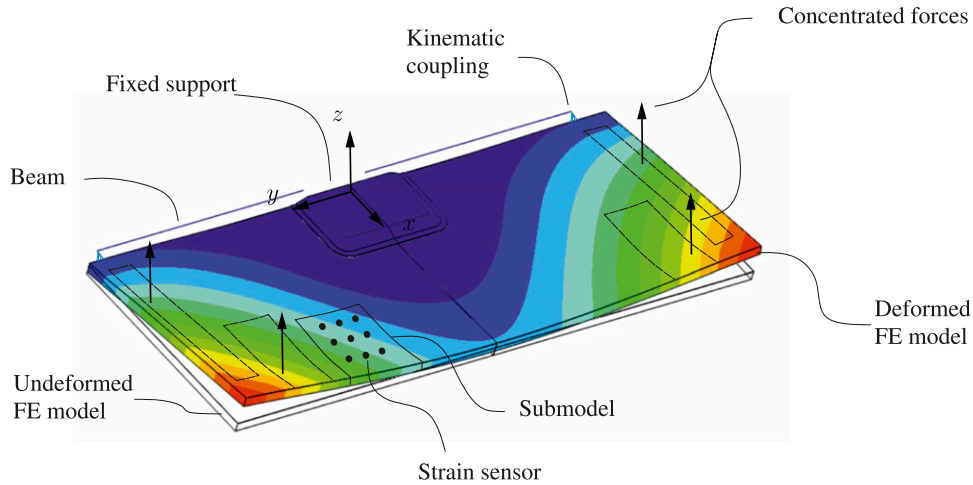 Concentrated forces
Kinematic
coupling
Fixed support
z
Beam
y
x
Deformed
FE model
Undeformed
FE model
Submodel
Strain sensor